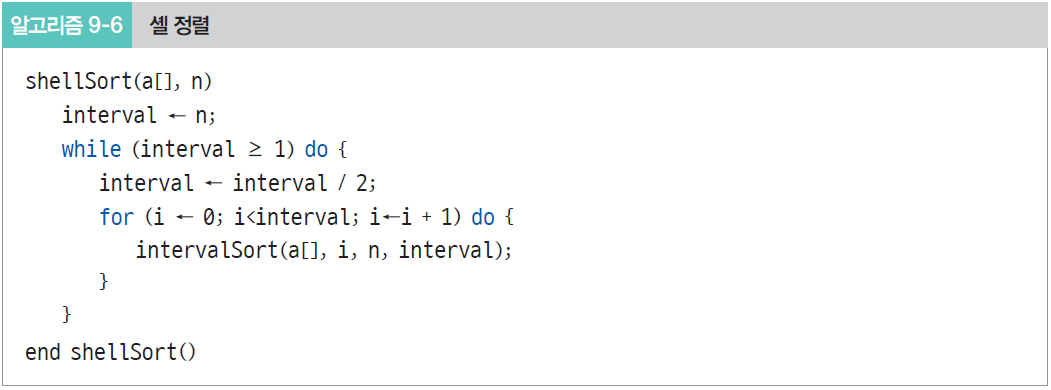 알고리즘 9-6 셸 정렬
shellSort(a[], n)
interval ← n;
while (interval ≥ 1) do {
interval ← interval / 2;
for (i ← 0; i<interval; i←i + 1) do {
intervalSort(a[], i, n, interval);
}
}
end shellSort()